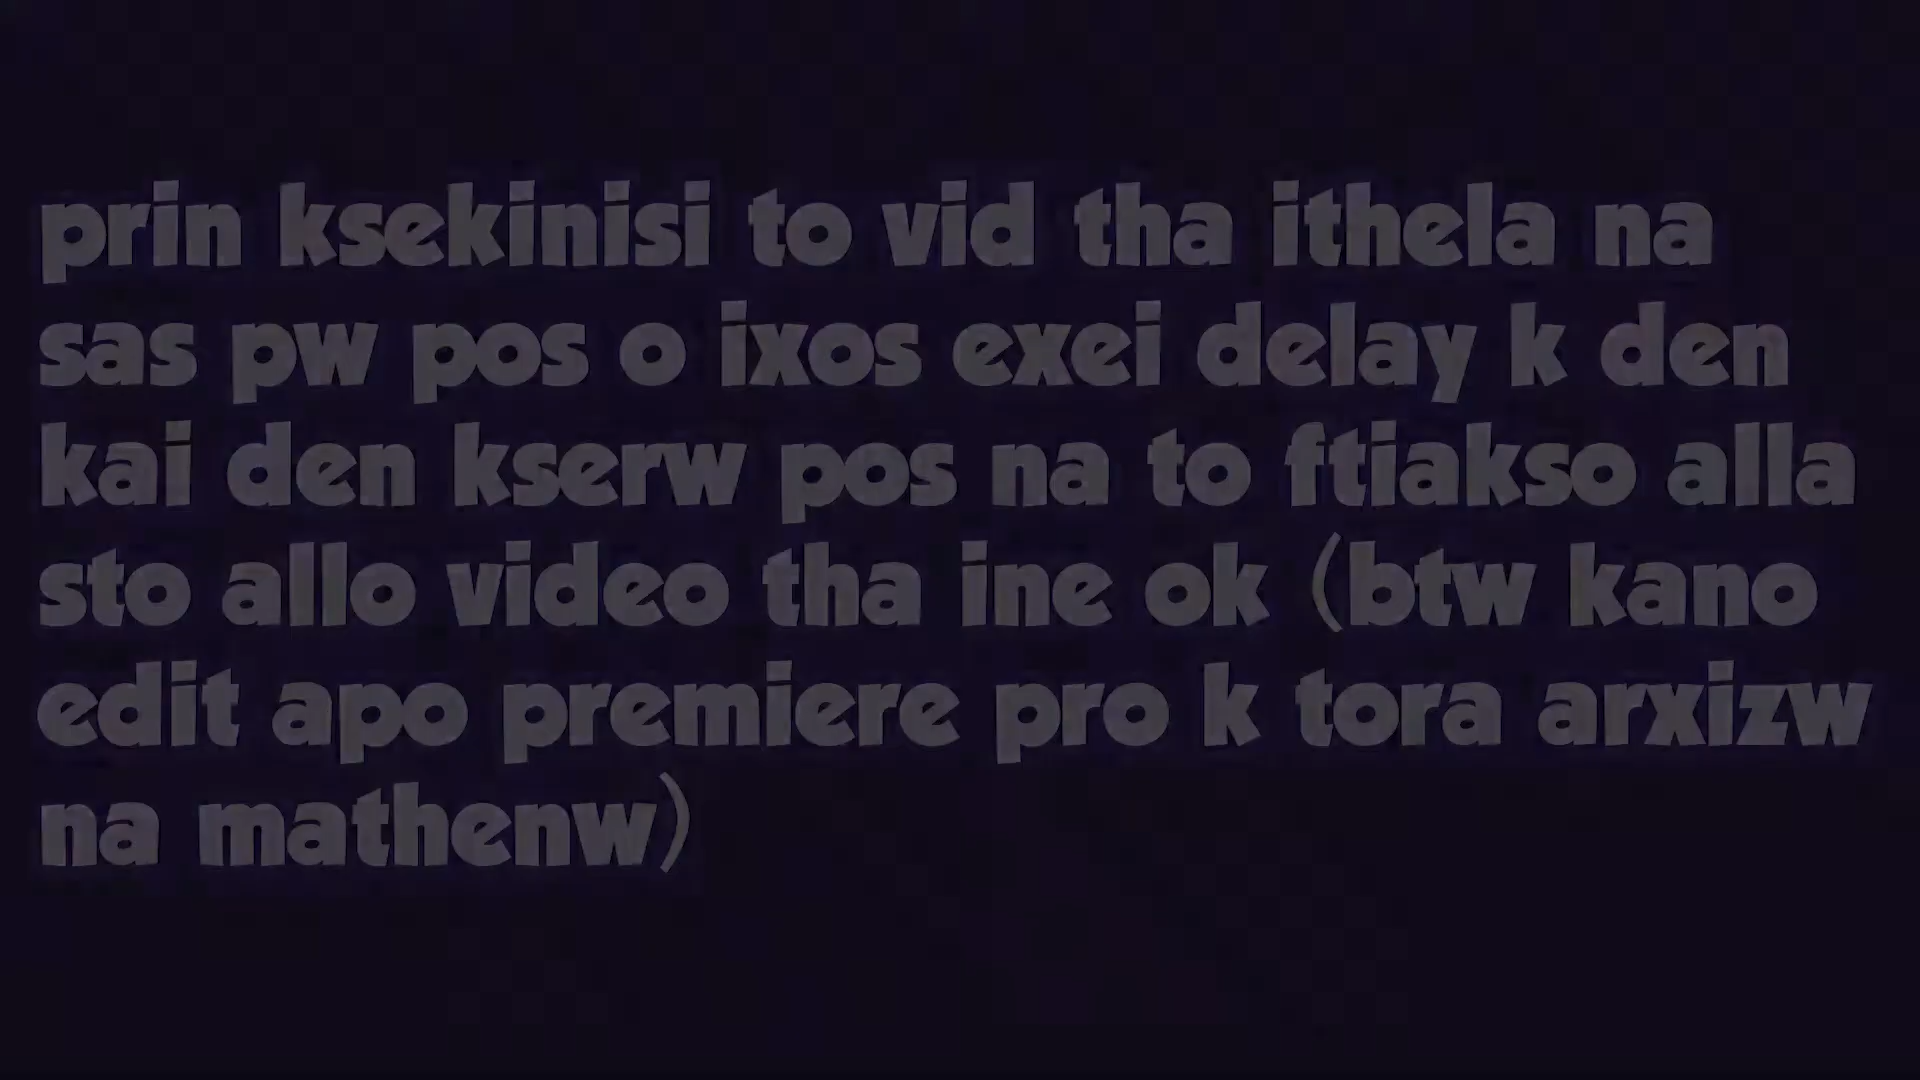 prin ksekinisi to vid tha ithela na
sas pw pos o ixos exei delay k den
kai den kserw pos na to ftiakso alla
sto allo video tha ine ok (btw kano
edit apo premiere pro k tora arxizw
na mathenw)